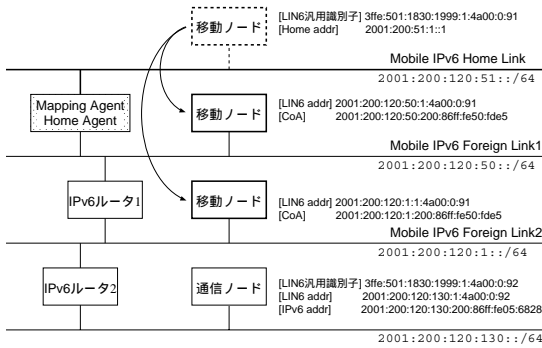 移動ノード
[LIN6汎用識別子] 3ffe:501:1830:1999:1:4a00:0:91
[Home addr] 2001:200:51:1::1
Mobile IPv6 Home Link
2001:200:120:51::/64
Mapping Agent
Home Agent
移動ノード
[LIN6 addr] 2001:200:120:50:1:4a00:0:91
[CoA] 2001:200:120:50:200:86ff:fe50:fde5
Mobile IPv6 Foreign Link1
2001:200:120:50::/64
IPv6ルータ1
移動ノード
[LIN6 addr] 2001:200:120:1:1:4a00:0:91
[CoA] 2001:200:120:1:200:86ff:fe50:fde5
Mobile IPv6 Foreign Link2
2001:200:120:1::/64
IPv6ルータ2
通信ノード
[LIN6汎用識別子] 3ffe:501:1830:1999:1:4a00:0:92
[LIN6 addr] 2001:200:120:130:1:4a00:0:92
[IPv6 addr] 2001:200:120:130:200:86ff:fe05:6828
2001:200:120:130::/64